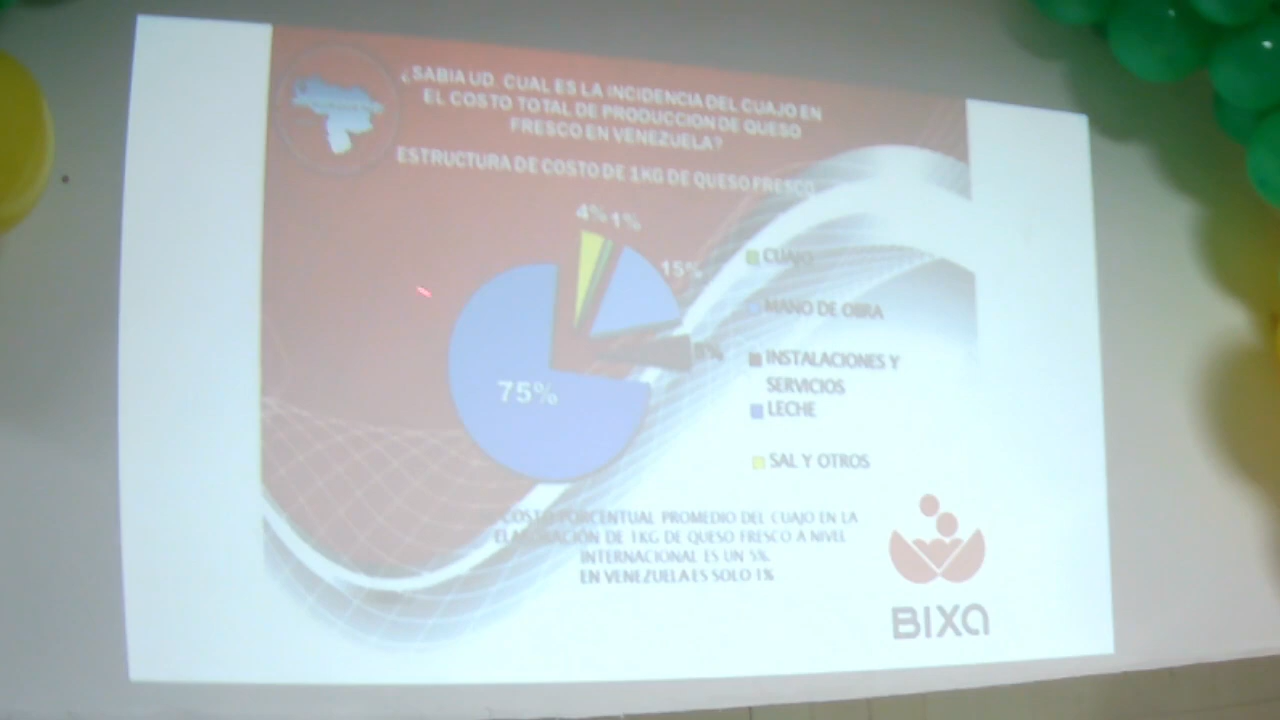 ¿SABIA UD. CUAL ES LA INCIDENCIA DEL CUAJO EN
EL COSTO TOTAL DE PRODUCCION DE QUESO
FRESCO EN VENEZUELA?
ESTRUCTURA DE COSTO DE 1KG DE QUESO FRESCO
4% 1%
15%
5%
75%
CUAJO
MANO DE OBRA
INSTALACIONES Y
SERVICIOS
LECHE
SAL Y OTROS
COSTO PORCENTUAL PROMEDIO DEL CUAJO EN LA
ELABORACIÓN DE 1KG DE QUESO FRESCO A NIVEL
INTERNACIONAL ES UN 5%.
EN VENEZUELA ES SOLO 1%
BIXA